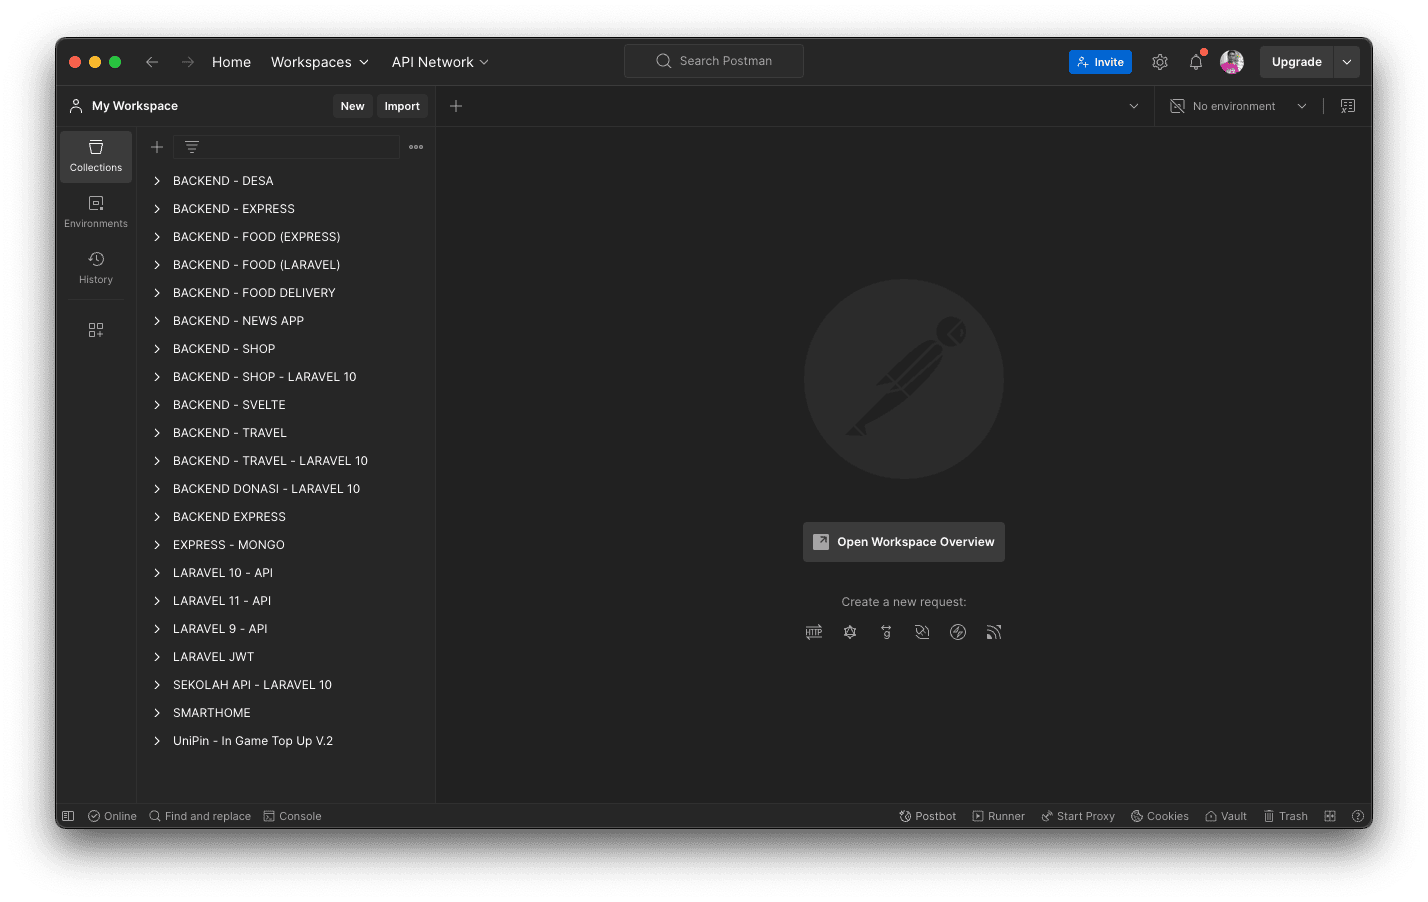 Home Workspaces API Network Search Postman Invite Upgrade
My Workspace New Import No environment
Collections
Environments
History
BACKEND - DESA
BACKEND - EXPRESS
BACKEND - FOOD (EXPRESS)
BACKEND - FOOD (LARAVEL)
BACKEND - FOOD DELIVERY
BACKEND - NEWS APP
BACKEND - SHOP
BACKEND - SHOP - LARAVEL 10
BACKEND - SVELTE
BACKEND - TRAVEL
BACKEND - TRAVEL - LARAVEL 10
BACKEND DONASI - LARAVEL 10
BACKEND EXPRESS
EXPRESS - MONGO
LARAVEL 10 - API
LARAVEL 11 - API
LARAVEL 9 - API
LARAVEL JWT
SEKOLAH API - LARAVEL 10
SMARTHOME
UniPin - In Game Top Up V.2
Open Workspace Overview
Create a new request:
HTTP
Online Find and replace Console Postbot Runner Start Proxy Cookies Vault Trash